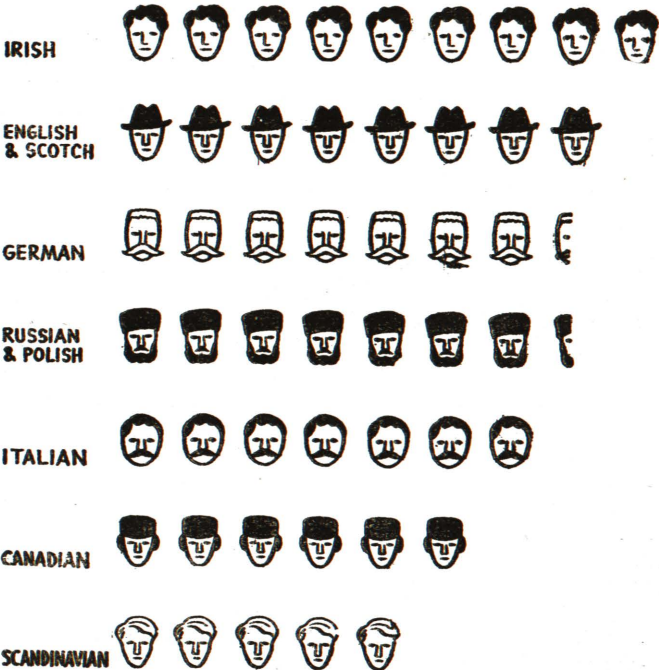 IRISH
ENGLISH
& SCOTCH
GERMAN
RUSSIAN
& POLISH
ITALIAN
CANADIAN
SCANDINAVIAN